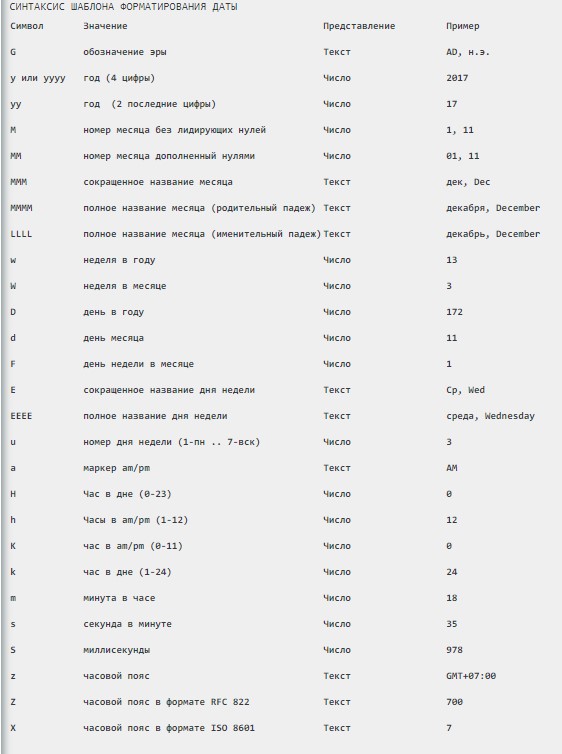 СИНТАКСИС ШАБЛОНА ФОРМАТИРОВАНИЯ ДАТЫ
Символ Значение Представление Пример
G обозначение эры Текст AD, н.э.
y или yyyy год (4 цифры) Число 2017
yy год (2 последние цифры) Число 17
M номер месяца без лидирующих нулей Число 1, 11
MM номер месяца дополненный нулями Число 01, 11
MMM сокращенное название месяца Текст дек, Dec
MMMM полное название месяца (родительный падеж) Текст декабря, December
LLLL полное название месяца (именительный падеж) Текст декабрь, December
w неделя в году Число 13
W неделя в месяце Число 3
D день в году Число 172
d день месяца Число 11
F день недели в месяце Число 1
E сокращенное название дня недели Текст Ср, Wed
EEEE полное название дня недели Текст среда, Wednesday
u номер дня недели (1-пн .. 7-вск) Число 3
a маркер am/pm Текст AM
H Час в дне (0-23) Число 0
h Часы в am/pm (1-12) Число 12
K час в am/pm (0-11) Число 0
k час в дне (1-24) Число 24
m минута в часе Число 18
s секунда в минуте Число 35
S миллисекунды Число 978
z часовой пояс Текст GMT+07:00
Z часовой пояс в формате RFC 822 Текст 700
X часовой пояс в формате ISO 8601 Текст 7